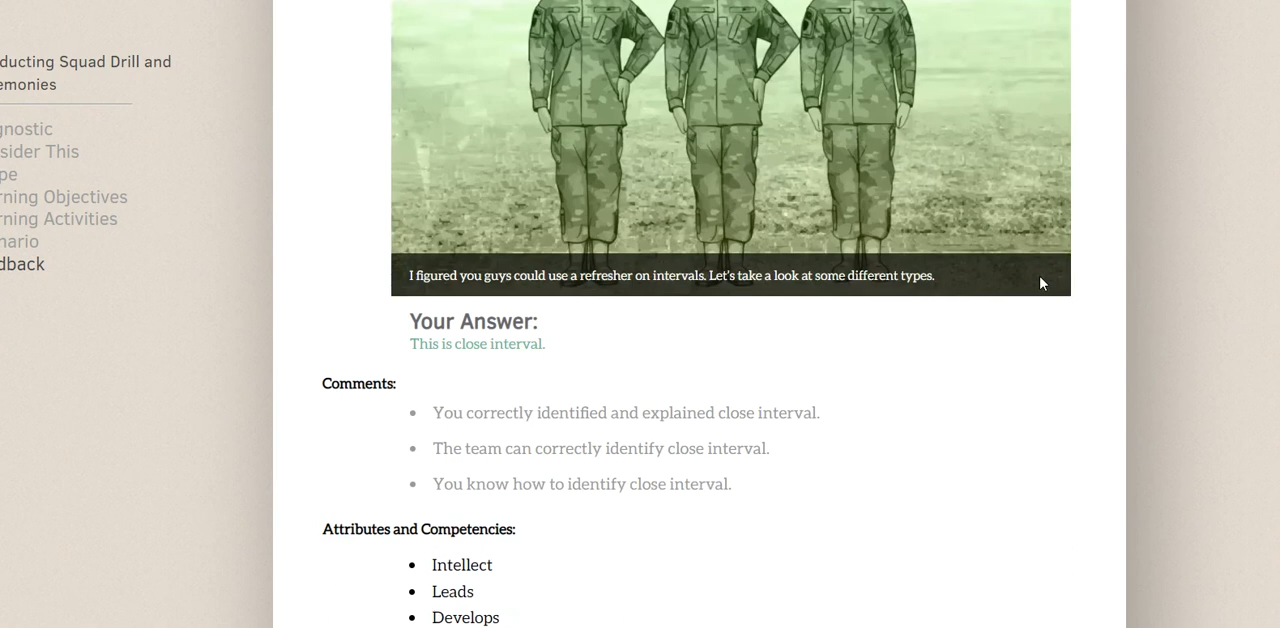 ducting Squad Drill and
emonies
gnostic
sider This
pe
rning Objectives
rning Activities
nario
dback
I figured you guys could use a refresher on intervals. Let's take a look at some different types.
Your Answer:
This is close interval.
Comments:
• You correctly identified and explained close interval.
• The team can correctly identify close interval.
• You know how to identify close interval.
Attributes and Competencies:
• Intellect
• Leads
• Develops